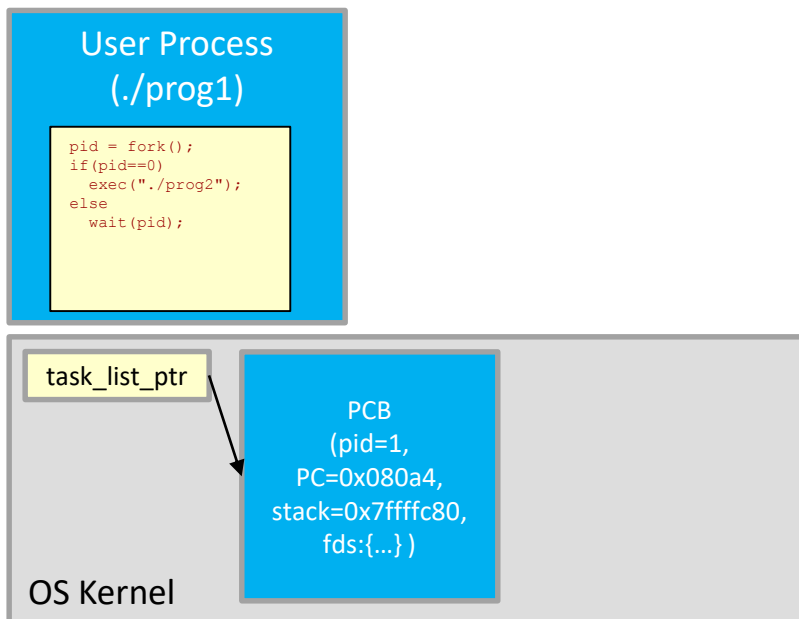 User Process
(./prog1)
pid = fork();
if(pid==0)
  exec("./prog2");
else
  wait(pid);
task_list_ptr
PCB
(pid=1,
PC=0x080a4,
stack=0x7ffffc80,
fds:{…} )
OS Kernel